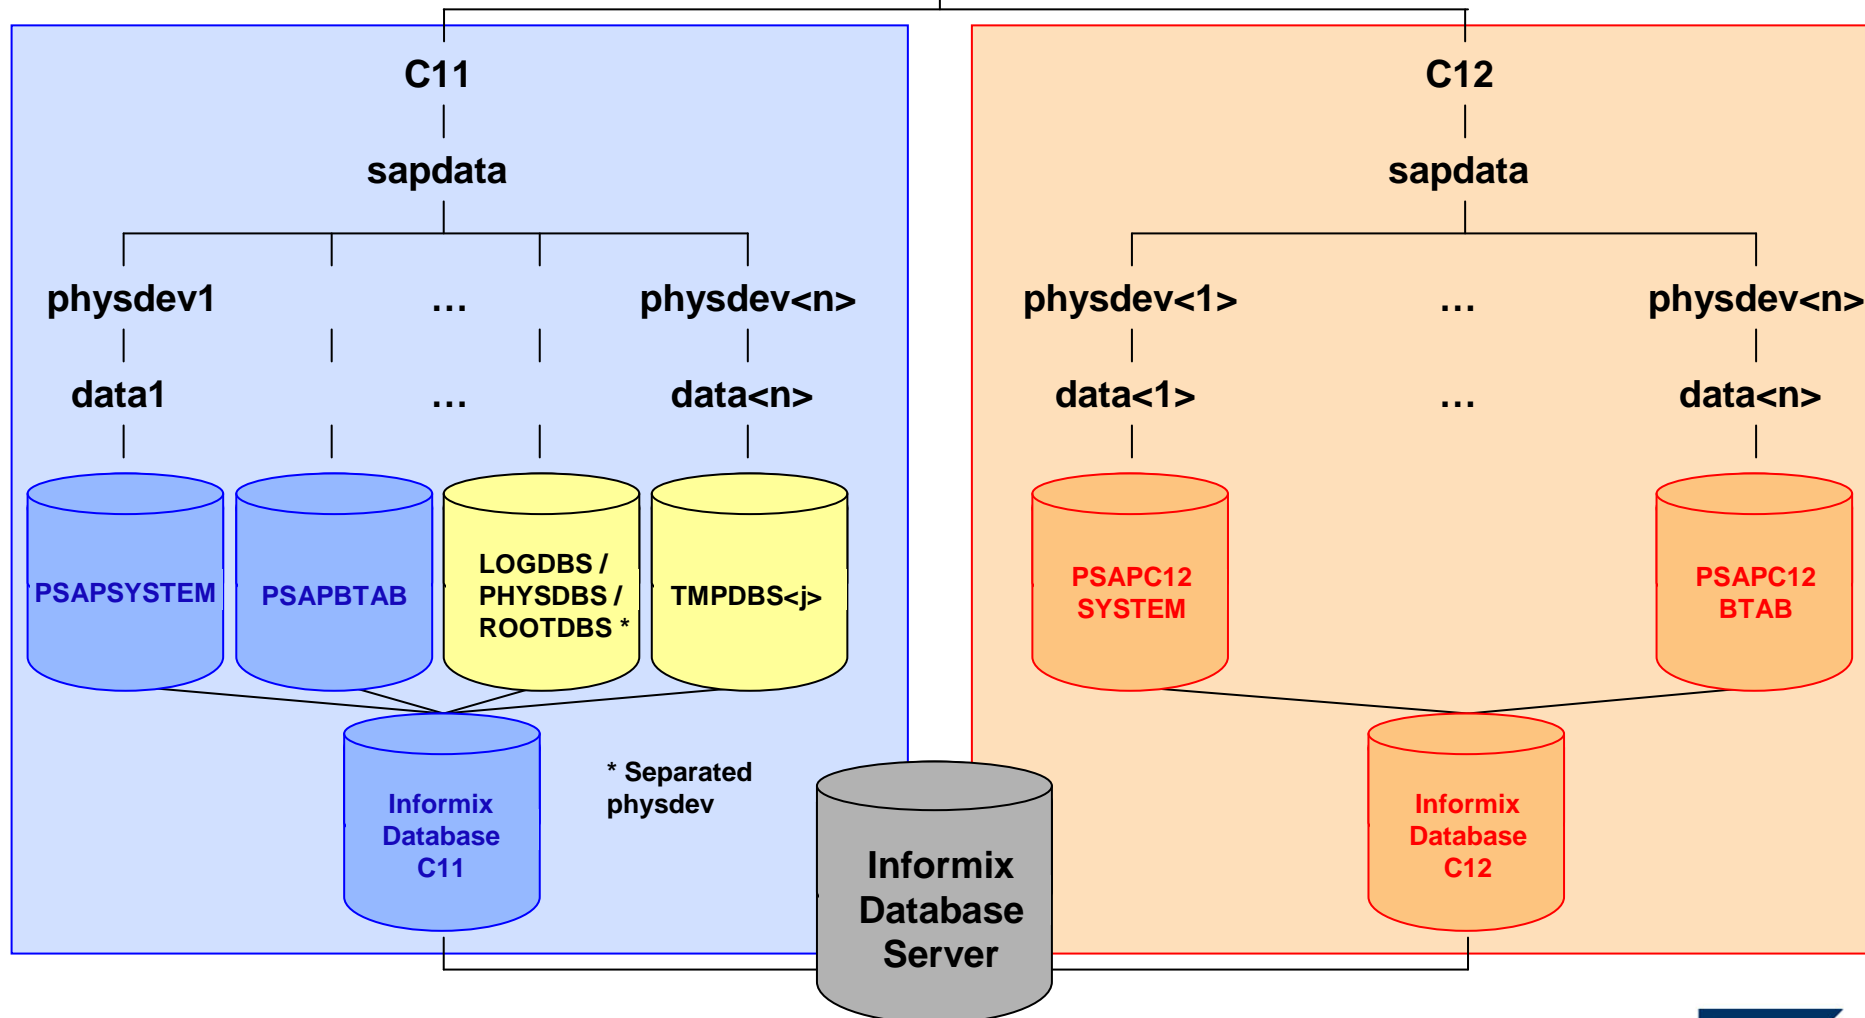 C11
sapdata
physdev1
...
physdev<n>
data1
...
data<n>
PSAPSYSTEM
PSAPBTAB
LOGDBS /
PHYSDBS /
ROOTDBS *
TMPDBS<j>
Informix
Database
C11
* Separated
physdev
C12
sapdata
physdev<1>
...
physdev<n>
data<1>
...
data<n>
PSAPC12
SYSTEM
PSAPC12
BTAB
Informix
Database
C12
Informix
Database
Server